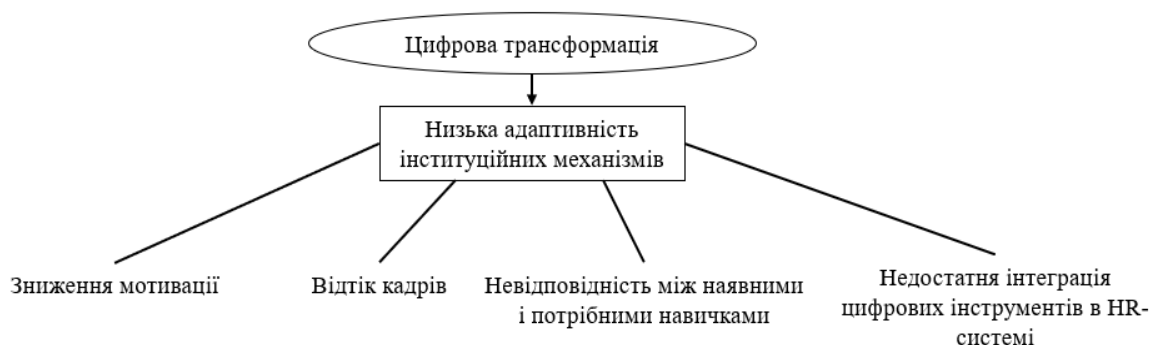 Цифрова трансформація
Низька адаптивність
інституційних механізмів
Зниження мотивації
Відтік кадрів
Невідповідність між наявними
і потрібними навичками
Недостатня інтеграція
цифрових інструментів в HR-
системі